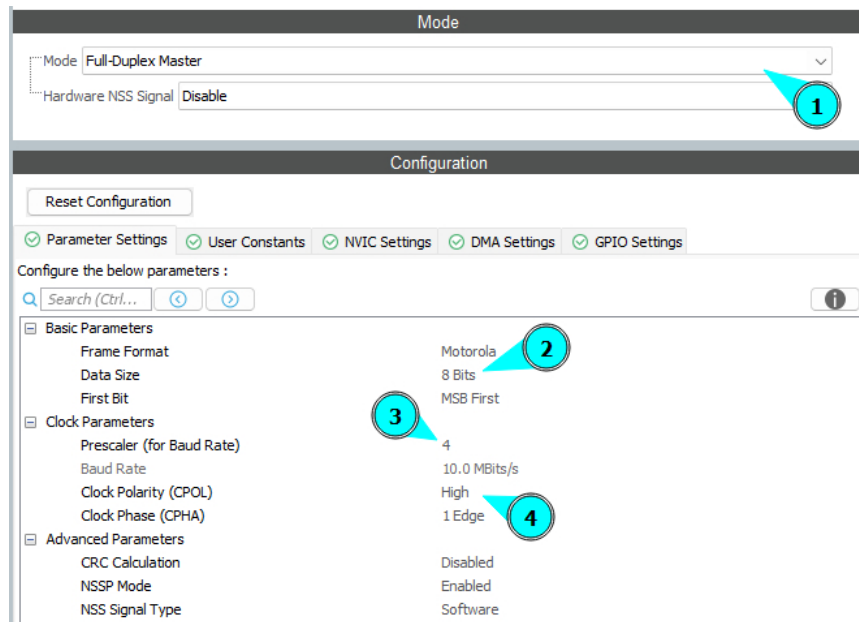 Mode
Mode Full-Duplex Master
Hardware NSS Signal Disable
1
Configuration
Reset Configuration
Parameter Settings User Constants NVIC Settings DMA Settings GPIO Settings
Configure the below parameters :
Search (Ctrl...
Basic Parameters
Frame Format Motorola
2
Data Size 8 Bits
First Bit MSB First
3
Clock Parameters
Prescaler (for Baud Rate) 4
Baud Rate 10.0 MBits/s
Clock Polarity (CPOL) High
Clock Phase (CPHA) 1 Edge
4
Advanced Parameters
CRC Calculation Disabled
NSSP Mode Enabled
NSS Signal Type Software